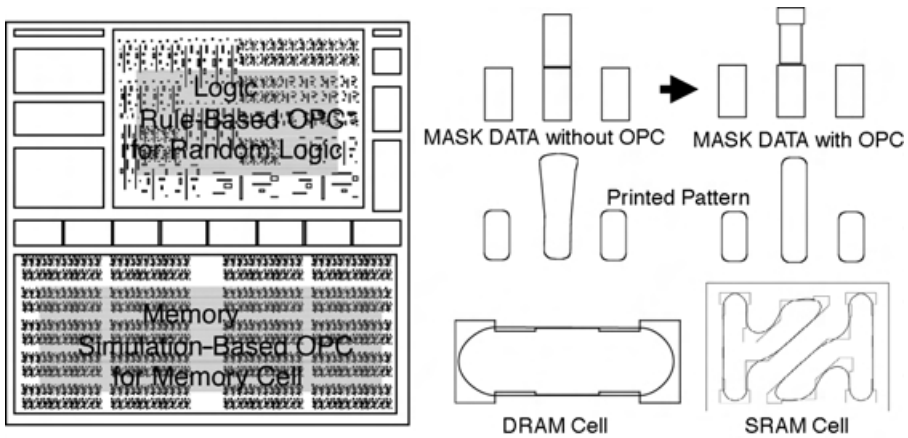 Logic
Rule-Based OPC
for Random Logic
Memory
Simulation-Based OPC
for Memory Cell
MASK DATA without OPC
MASK DATA with OPC
Printed Pattern
DRAM Cell
SRAM Cell